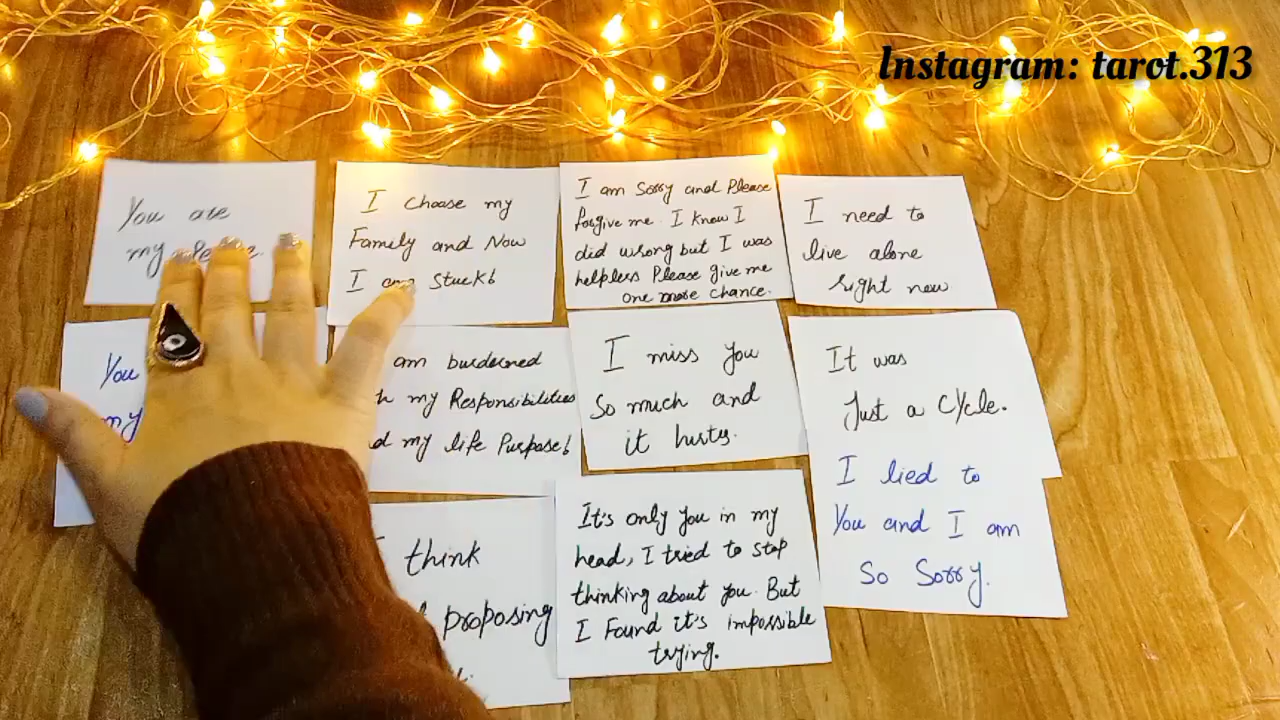 Instagram: tarot.313
You are
my
I choose my
Family and Now
I am Stuck!
I am Sorry and Please
forgive me. I know I
did wrong but I was
helpless Please give me
one more chance.
I need to
live alone
right now
You
my
am burdened
my Responsibilities
my life Purpose!
I miss you
So much and
it hurts.
It was
Just a Cycle.
think
proposing
It's only you in my
head, I tried to stop
thinking about you. But
I Found it's impossible
trying.
I lied to
You and I am
So Sorry.